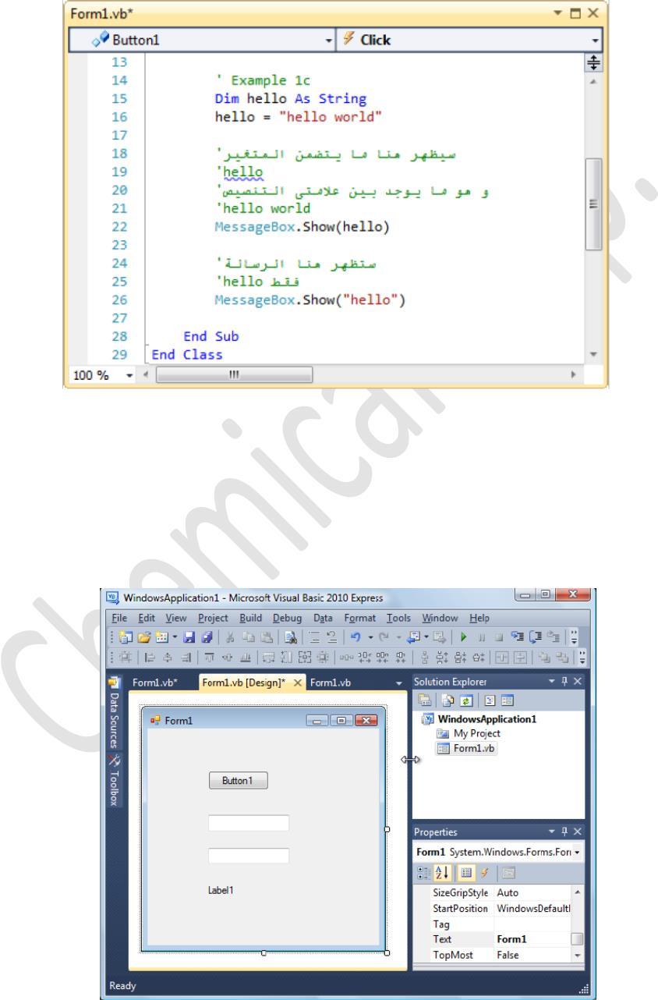 Form1.vb*
Button1 Click
13
14 ' Example 1c
15 Dim hello As String
16 hello = "hello world"
17
18 'سيظهر هنا ما يتضمن المتغير
19 'hello
20 'و هو ما يوجد بين علامتى التنصيص
21 'hello world
22 MessageBox.Show(hello)
23
24 'ستظهر هنا الرسالة
25 'hello فقط
26 MessageBox.Show("hello")
27
28 End Sub
29 End Class
100 %
WindowsApplication1 - Microsoft Visual Basic 2010 Express
File Edit View Project Build Debug Data Format Tools Window Help
Data Sources
Toolbox
Form1.vb* Form1.vb [Design]* Form1.vb
Form1
Button1
Label1
Solution Explorer
WindowsApplication1
My Project
Form1.vb
Properties
Form1 System.Windows.Forms.Forr
SizeGripStyle Auto
StartPosition WindowsDefaultl
Tag
Text Form1
TopMost False
Ready